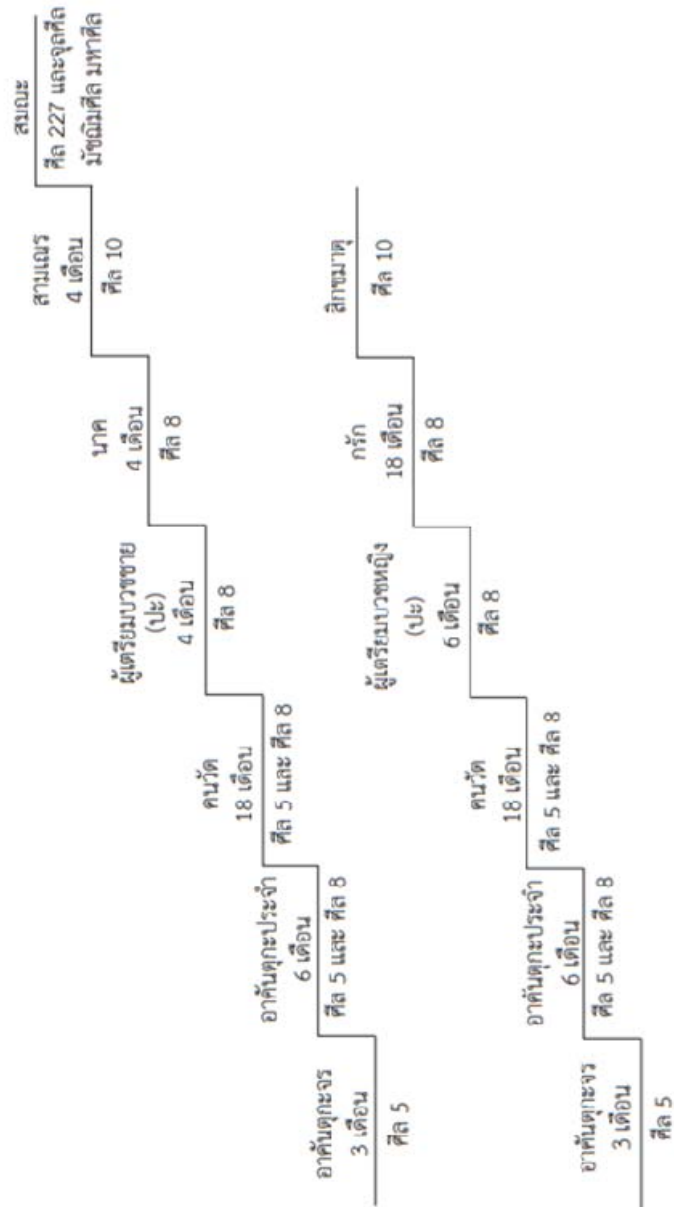 สมณะ
ศีล 227 และจุลศีล
มัชฌิมศีล มหาศีล
สามเณร
4 เดือน
ศีล 10
นาค
4 เดือน
ศีล 8
ผู้เตรียมบวชชาย
(ปะ)
4 เดือน
ศีล 8
คนวัด
18 เดือน
ศีล 5 และ ศีล 8
อาคันตุกะประจำ
6 เดือน
ศีล 5 และ ศีล 8
อาคันตุกะจร
3 เดือน
ศีล 5
สิกขมาตุ
ศีล 10
กรัก
18 เดือน
ศีล 8
ผู้เตรียมบวชหญิง
(ปะ)
6 เดือน
ศีล 8
คนวัด
18 เดือน
ศีล 5 และ ศีล 8
อาคันตุกะประจำ
6 เดือน
ศีล 5 และ ศีล 8
อาคันตุกะจร
3 เดือน
ศีล 5